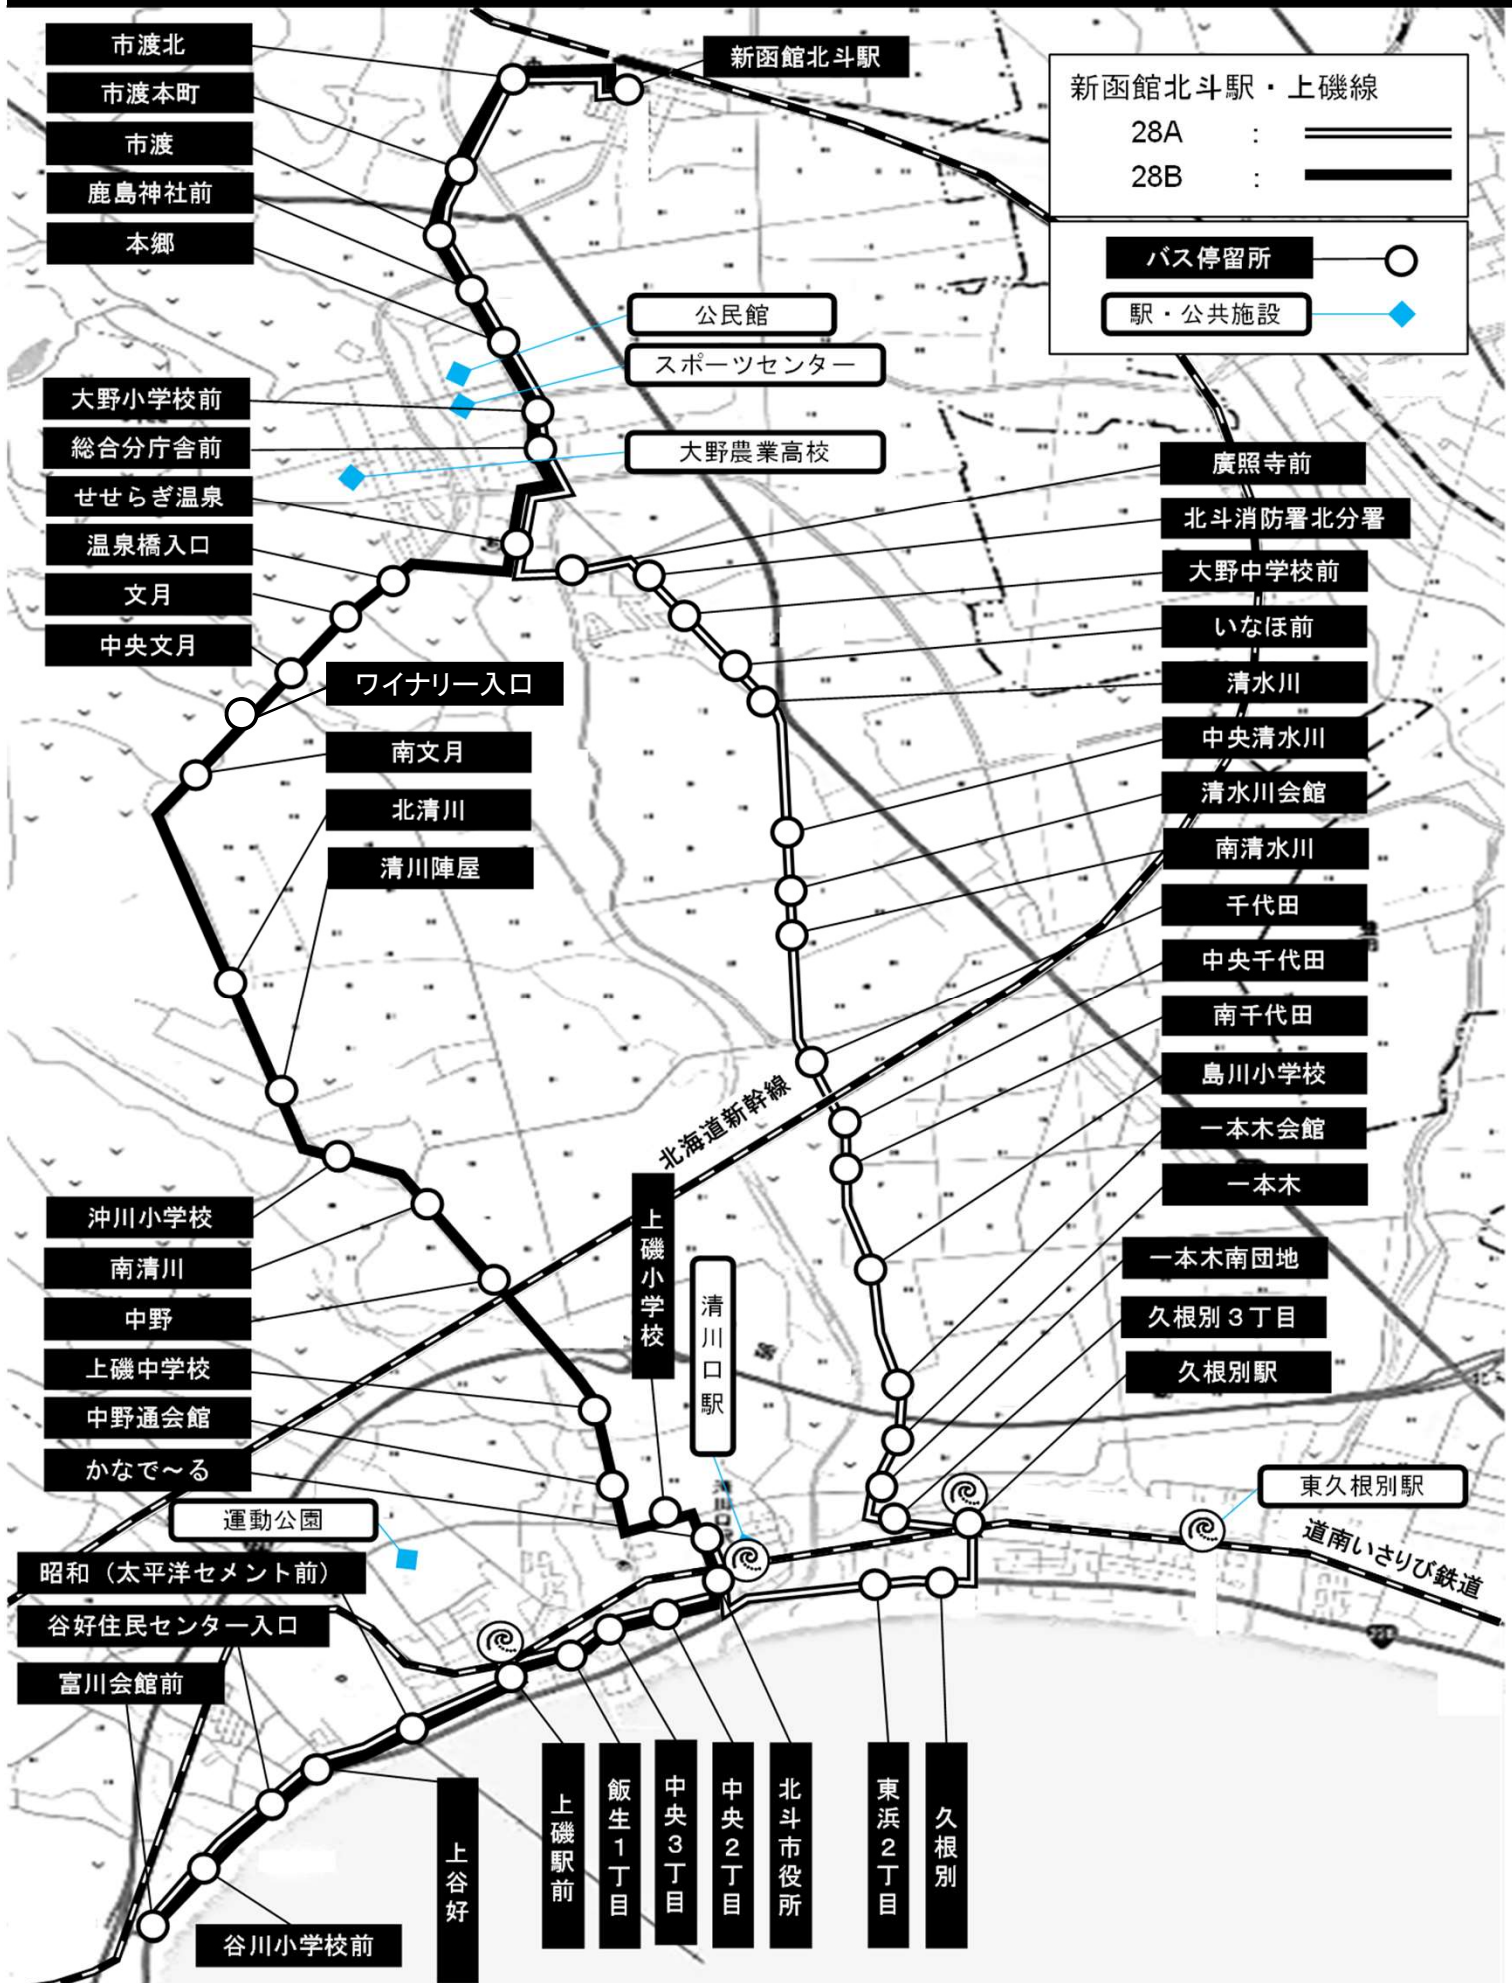 市渡北
市渡本町
市渡
鹿島神社前
本郷
新函館北斗駅
新函館北斗駅・上磯線
28A :
28B :
バス停留所
駅・公共施設
公民館
スポーツセンター
大野農業高校
大野小学校前
総合分庁舎前
せせらぎ温泉
温泉橋入口
文月
中央文月
ワイナリー入口
南文月
北清川
清川陣屋
廣照寺前
北斗消防署北分署
大野中学校前
いなほ前
清水川
中央清水川
清水川会館
南清水川
千代田
中央千代田
南千代田
島川小学校
一本木会館
一本木
一本木南団地
久根別3丁目
久根別駅
北海道新幹線
上磯小学校
清川口駅
沖川小学校
南清川
中野
上磯中学校
中野通会館
かなで～る
運動公園
昭和（太平洋セメント前）
谷好住民センター入口
富川会館前
東久根別駅
道南いさりび鉄道
谷川小学校前
上谷好
上磯駅前
飯生1丁目
中央3丁目
中央2丁目
北斗市役所
東浜2丁目
久根別